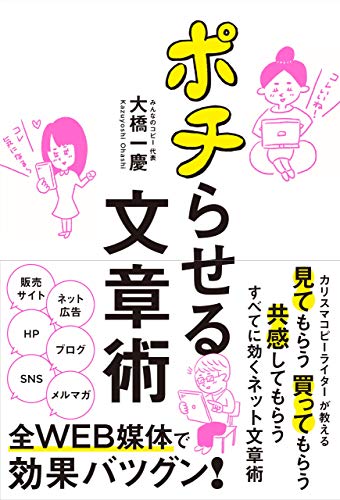 ポチらせる
文章術
みんなのコピー 代表
大橋一慶
Kazuyoshi Ohashi
コレいいね!
コレ
気になる〜
カリスマコピーライターが教える
見てもらう 買ってもらう
共感してもらう
すべてに効くネット文章術
販売
サイト
ネット
広告
HP
ブログ
SNS
メルマガ
全WEB媒体で
効果バツグン!